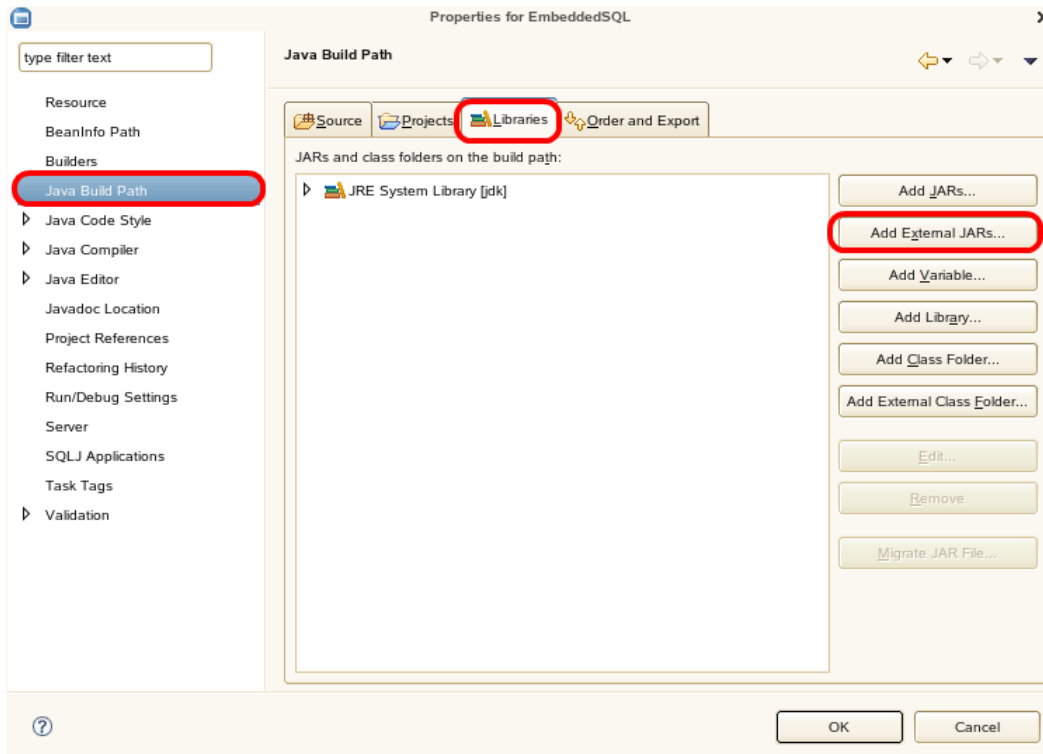 Properties for EmbeddedSQL
type filter text
Resource
BeanInfo Path
Builders
Java Build Path
Java Code Style
Java Compiler
Java Editor
Javadoc Location
Project References
Refactoring History
Run/Debug Settings
Server
SQLJ Applications
Task Tags
Validation
Java Build Path
Source
Projects
Libraries
Order and Export
JARs and class folders on the build path:
JRE System Library [jdk]
Add JARs...
Add External JARs...
Add Variable...
Add Library...
Add Class Folder...
Add External Class Folder...
Edit...
Remove
Migrate JAR File...
OK
Cancel